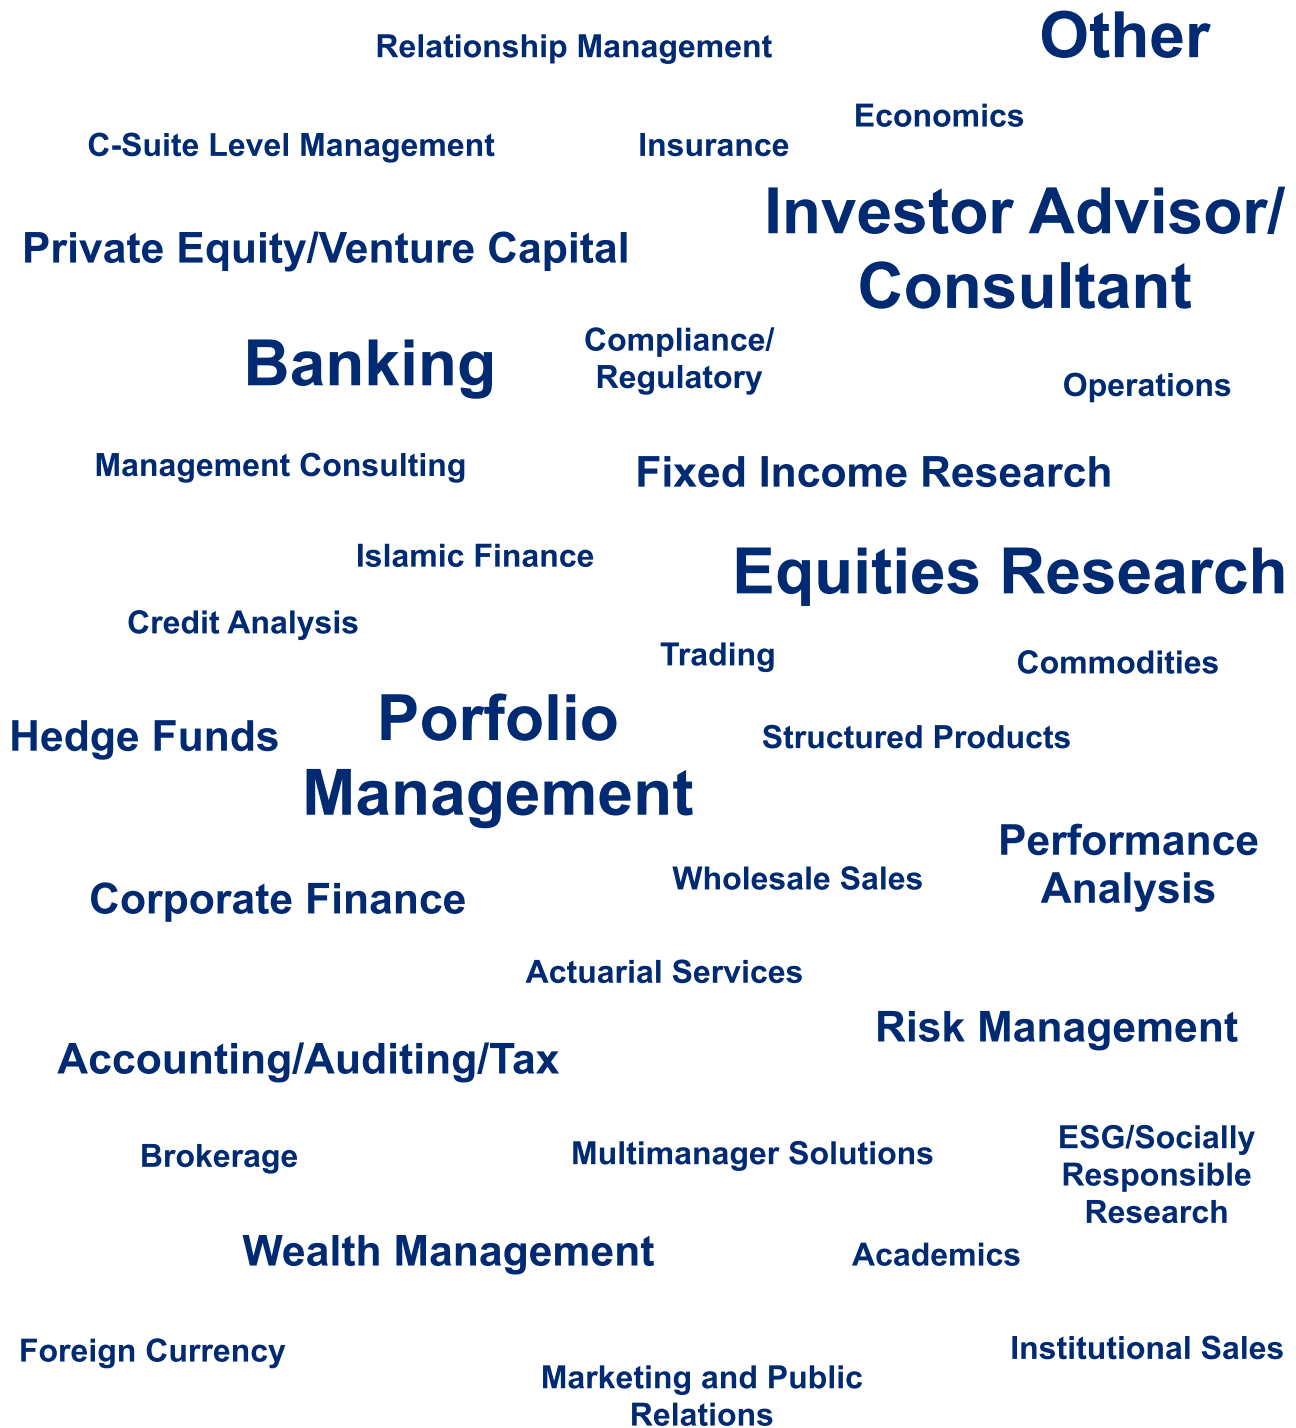 Relationship Management
Other
Economics
C-Suite Level Management
Insurance
Investor Advisor/
Consultant
Private Equity/Venture Capital
Compliance/
Regulatory
Banking
Operations
Management Consulting
Fixed Income Research
Islamic Finance
Equities Research
Credit Analysis
Trading
Commodities
Porfolio
Management
Hedge Funds
Structured Products
Performance
Analysis
Wholesale Sales
Corporate Finance
Actuarial Services
Risk Management
Accounting/Auditing/Tax
Brokerage
Multimanager Solutions
ESG/Socially
Responsible
Research
Wealth Management
Academics
Foreign Currency
Institutional Sales
Marketing and Public
Relations